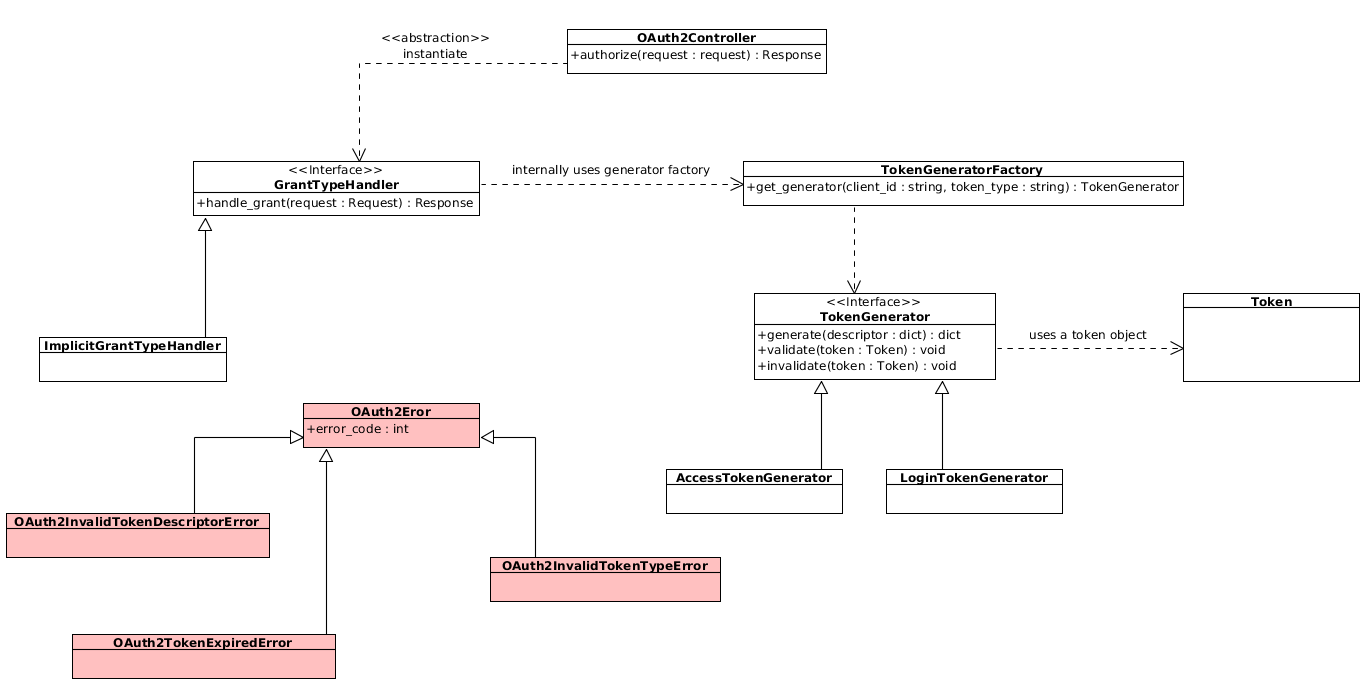 <<abstraction>>
instantiate
OAuth2Controller
+authorize(request : request) : Response
<<Interface>>
GrantTypeHandler
+handle_grant(request : Request) : Response
internally uses generator factory
TokenGeneratorFactory
+get_generator(client_id : string, token_type : string) : TokenGenerator
<<Interface>>
TokenGenerator
+generate(descriptor : dict) : dict
+validate(token : Token) : void
+invalidate(token : Token) : void
uses a token object
Token
ImplicitGrantTypeHandler
OAuth2Eror
+error_code : int
AccessTokenGenerator
LoginTokenGenerator
OAuth2InvalidTokenDescriptorError
OAuth2InvalidTokenTypeError
OAuth2TokenExpiredError